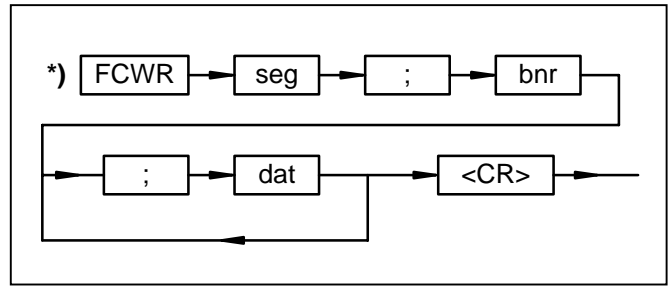 *) FCWR seg ; bnr
; dat <CR>